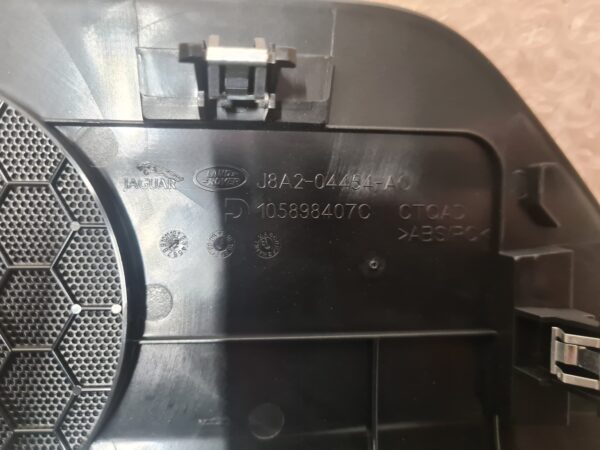 JAGUAR LAND ROVER J8A2-04454-AC
105898407C CTCAD
>ABS/PC<